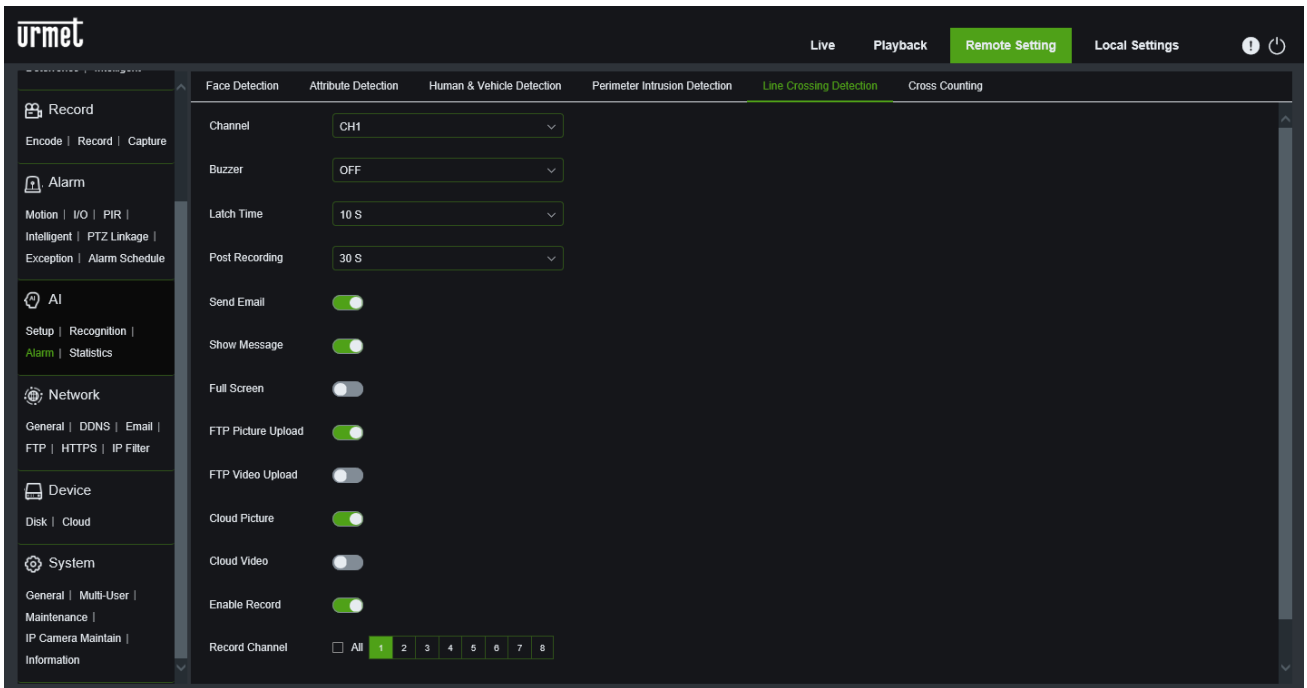 urmet
Live Playback Remote Setting Local Settings
Face Detection Attribute Detection Human & Vehicle Detection Perimeter Intrusion Detection Line Crossing Detection Cross Counting
Record
Encode | Record | Capture
Alarm
Motion | I/O | PIR |
Intelligent | PTZ Linkage |
Exception | Alarm Schedule
AI
Setup | Recognition |
Alarm | Statistics
Network
General | DDNS | Email |
FTP | HTTPS | IP Filter
Device
Disk | Cloud
System
General | Multi-User |
Maintenance |
IP Camera Maintain |
Information
Channel CH1
Buzzer OFF
Latch Time 10 S
Post Recording 30 S
Send Email
Show Message
Full Screen
FTP Picture Upload
FTP Video Upload
Cloud Picture
Cloud Video
Enable Record
Record Channel All 1 2 3 4 5 6 7 8